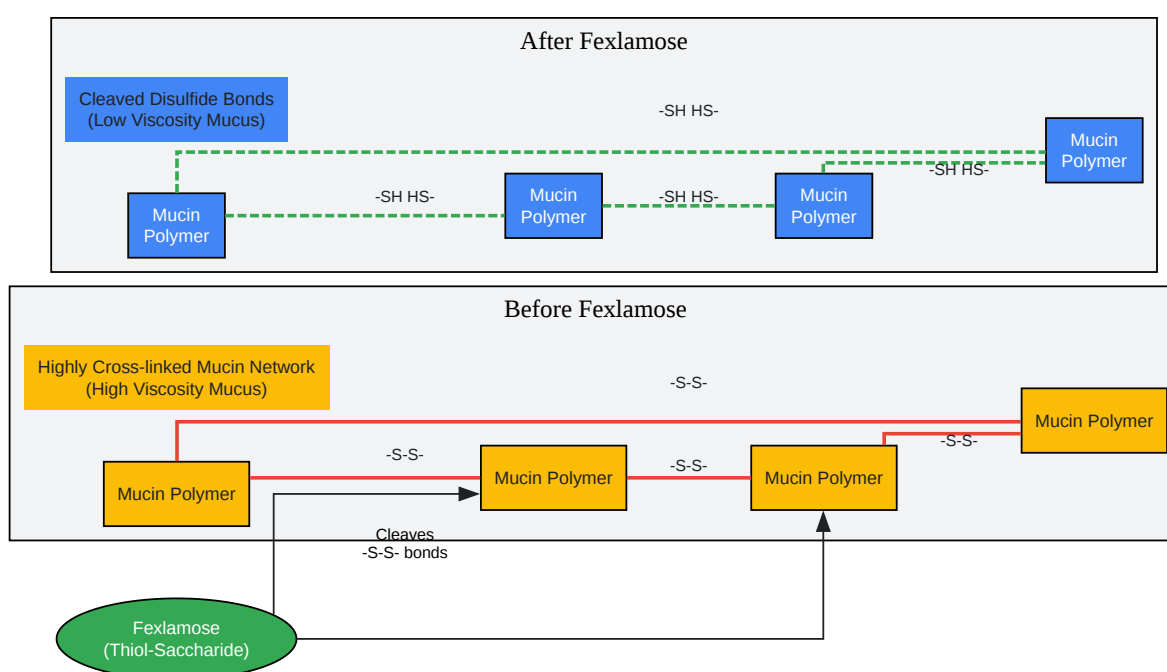 After Fexlamose
Cleaved Disulfide Bonds
(Low Viscosity Mucus)
-SH HS-
Mucin
Polymer
-SH HS-
Mucin
Polymer
-SH HS-
Mucin
Polymer
-SH HS-
Mucin
Polymer
Before Fexlamose
Highly Cross-linked Mucin Network
(High Viscosity Mucus)
-S-S-
Mucin Polymer
-S-S-
-S-S-
-S-S-
Mucin Polymer
Mucin Polymer
Mucin Polymer
Cleaves
-S-S- bonds
Fexlamose
(Thiol-Saccharide)